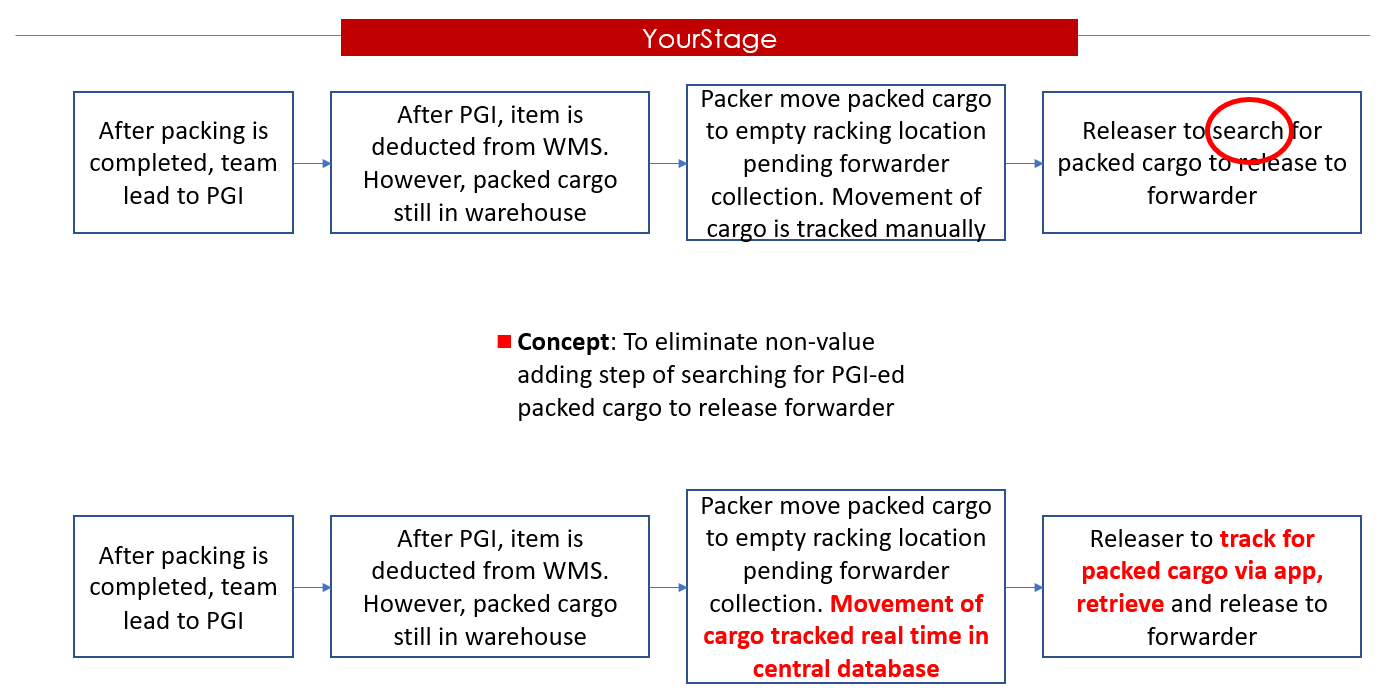 YourStage
After packing is
completed, team
lead to PGI
After PGI, item is
deducted from WMS.
However, packed cargo
still in warehouse
Packer move packed cargo
to empty racking location
pending forwarder
collection. Movement of
cargo is tracked manually
Releaser to search for
packed cargo to release to
forwarder
Concept: To eliminate non-value
adding step of searching for PGI-ed
packed cargo to release forwarder
After packing is
completed, team
lead to PGI
After PGI, item is
deducted from WMS.
However, packed cargo
still in warehouse
Packer move packed cargo
to empty racking location
pending forwarder
collection. Movement of
cargo tracked real time in
central database
Releaser to track for
packed cargo via app,
retrieve and release to
forwarder